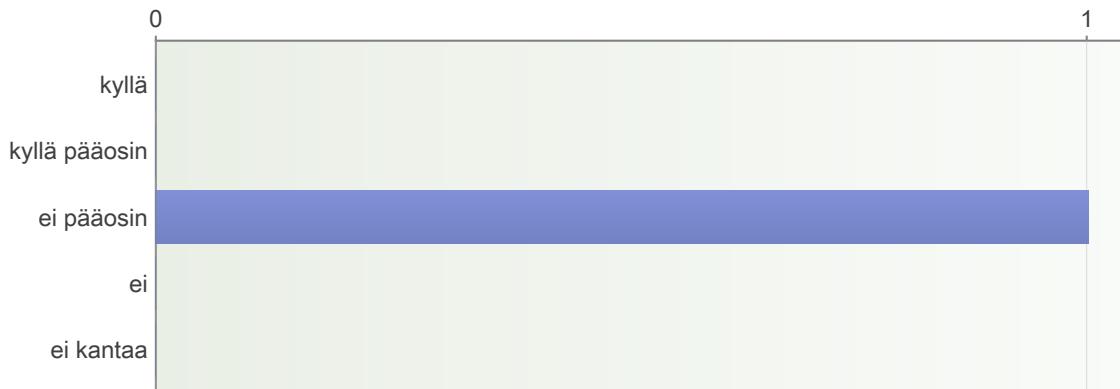 0 1
kyllä
kyllä pääosin
ei pääosin
ei
ei kantaa